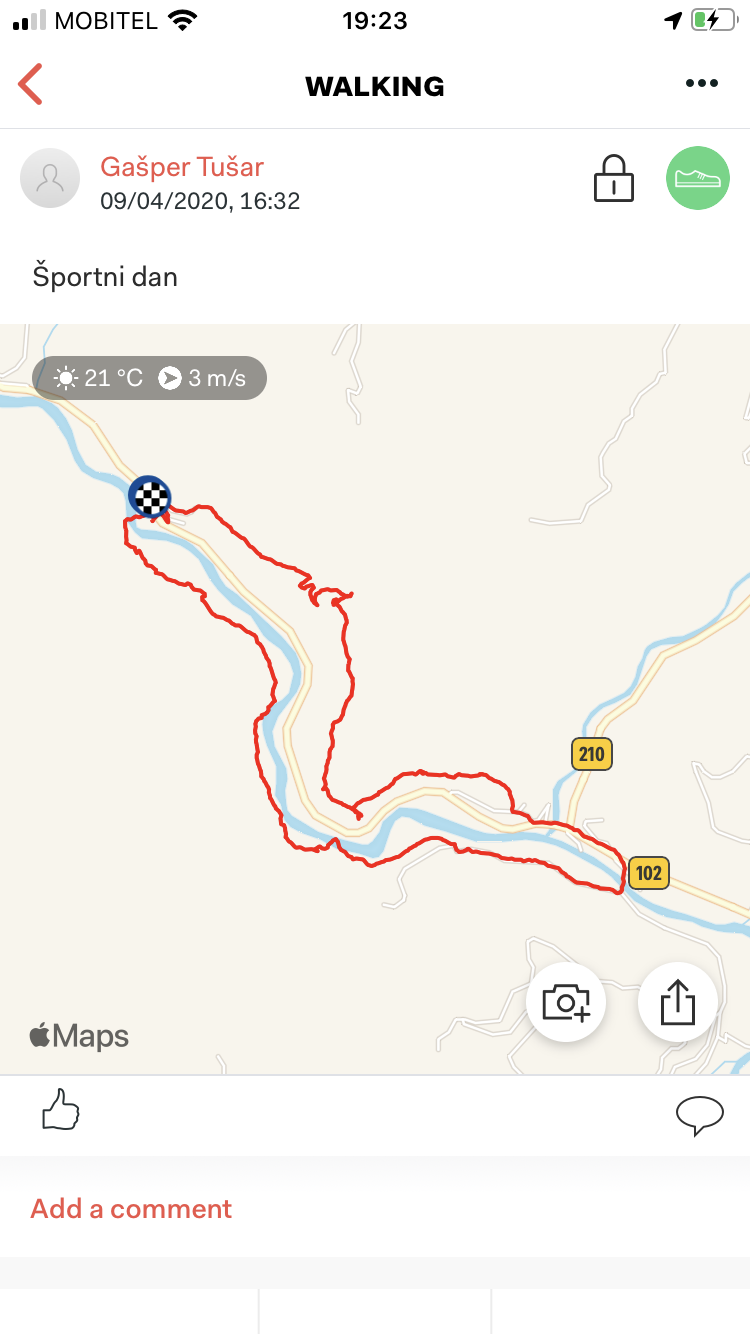 MOBITEL
19:23
WALKING
Gašper Tušar
09/04/2020, 16:32
Športni dan
21 °C 3 m/s
210
102
Maps
Add a comment